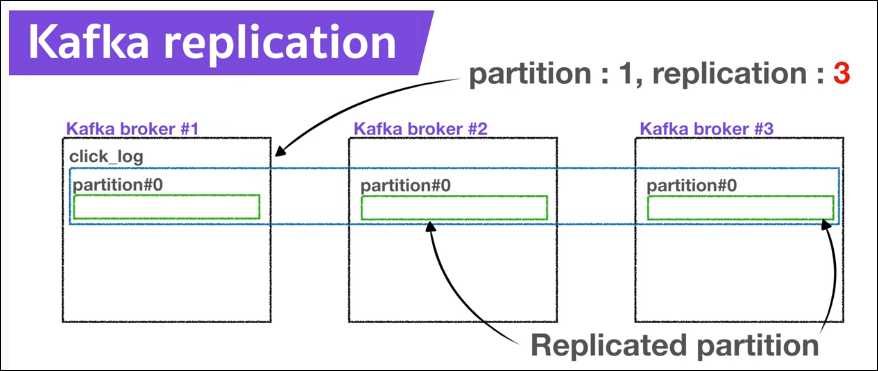 Kafka replication
partition : 1, replication : 3
Kafka broker #1
Kafka broker #2
Kafka broker #3
click_log
partition#0
partition#0
partition#0
Replicated partition